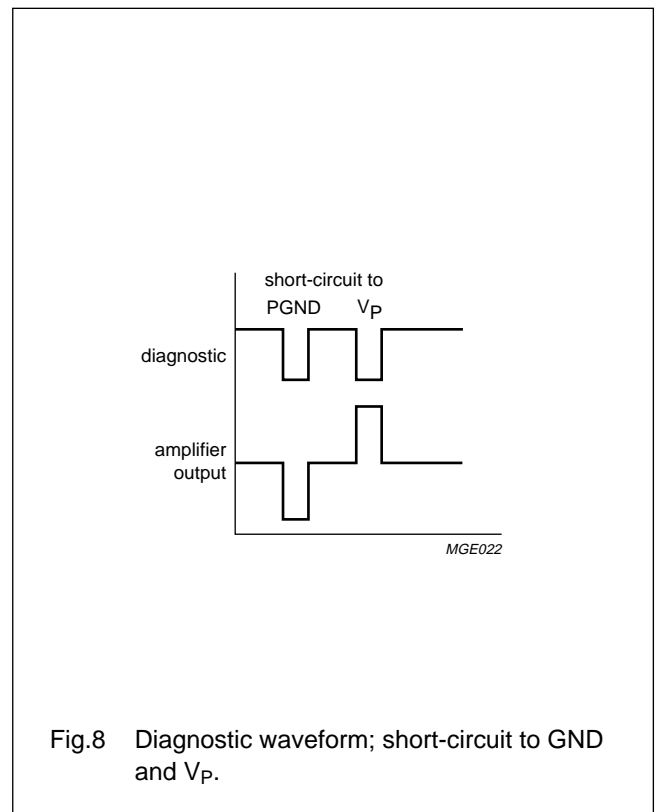 short-circuit to
PGND VP
diagnostic
amplifier
output
MGE022
Fig.8 Diagnostic waveform; short-circuit to GND
and VP.